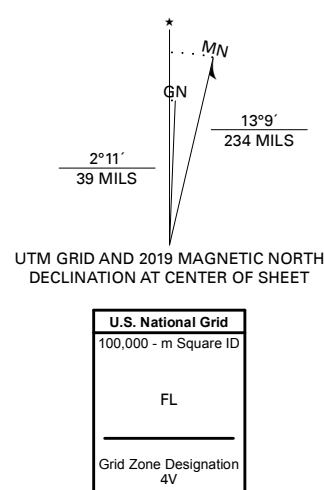 ★
MN
GN
13°9´
234 MILS
2°11´
39 MILS
UTM GRID AND 2019 MAGNETIC NORTH
DECLINATION AT CENTER OF SHEET
U.S. National Grid
100,000 - m Square ID
FL
Grid Zone Designation
4V